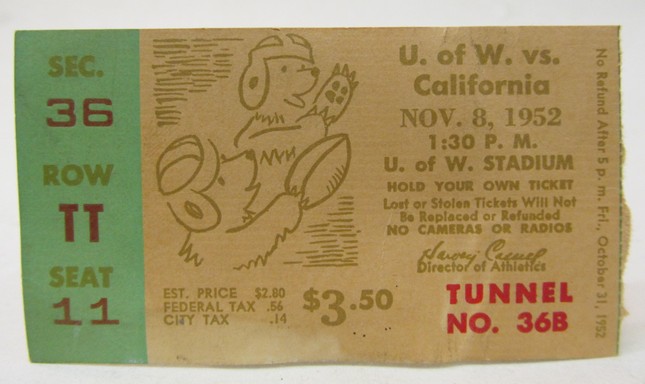 SEC.
36
ROW
TT
SEAT
11
U. of W. vs.
California
NOV. 8, 1952
1:30 P. M.
U. of W. STADIUM
HOLD YOUR OWN TICKET
Lost or Stolen Tickets Will Not
Be Replaced or Refunded
NO CAMERAS OR RADIOS
Harvey Cassell
Director of Athletics
EST. PRICE $2.80
FEDERAL TAX .56
CITY TAX .14
$3.50
TUNNEL
NO. 36B
No Refund After 5 p. m. Fri., October 31, 1952